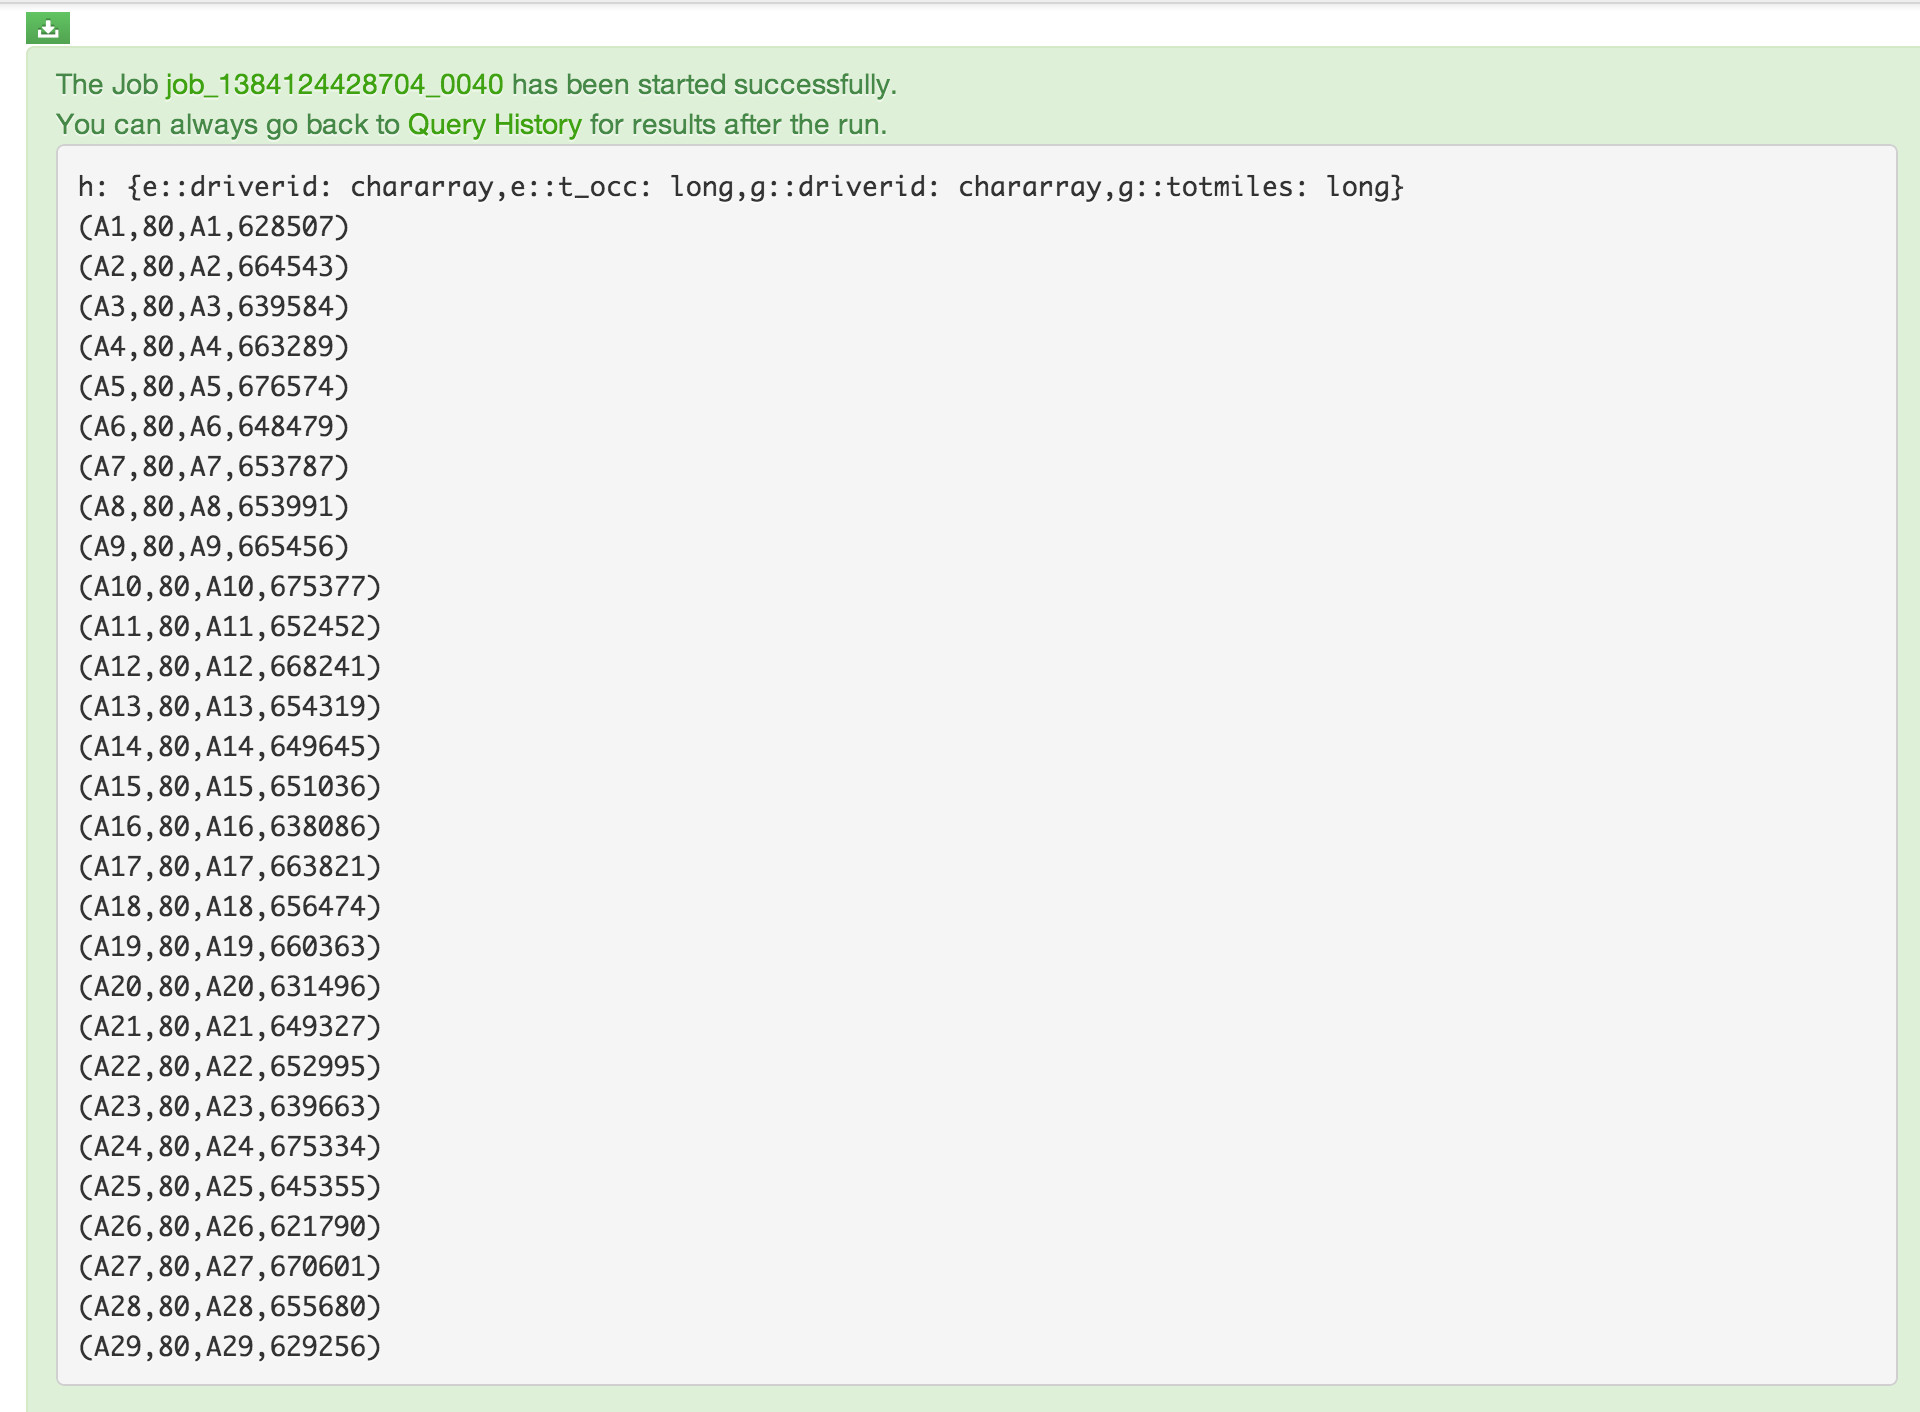 The Job job_1384124428704_0040 has been started successfully.
You can always go back to Query History for results after the run.
h: {e::driverid: chararray,e::t_occ: long,g::driverid: chararray,g::totmiles: long}
(A1,80,A1,628507)
(A2,80,A2,664543)
(A3,80,A3,639584)
(A4,80,A4,663289)
(A5,80,A5,676574)
(A6,80,A6,648479)
(A7,80,A7,653787)
(A8,80,A8,653991)
(A9,80,A9,665456)
(A10,80,A10,675377)
(A11,80,A11,652452)
(A12,80,A12,668241)
(A13,80,A13,654319)
(A14,80,A14,649645)
(A15,80,A15,651036)
(A16,80,A16,638086)
(A17,80,A17,663821)
(A18,80,A18,656474)
(A19,80,A19,660363)
(A20,80,A20,631496)
(A21,80,A21,649327)
(A22,80,A22,652995)
(A23,80,A23,639663)
(A24,80,A24,675334)
(A25,80,A25,645355)
(A26,80,A26,621790)
(A27,80,A27,670601)
(A28,80,A28,655680)
(A29,80,A29,629256)